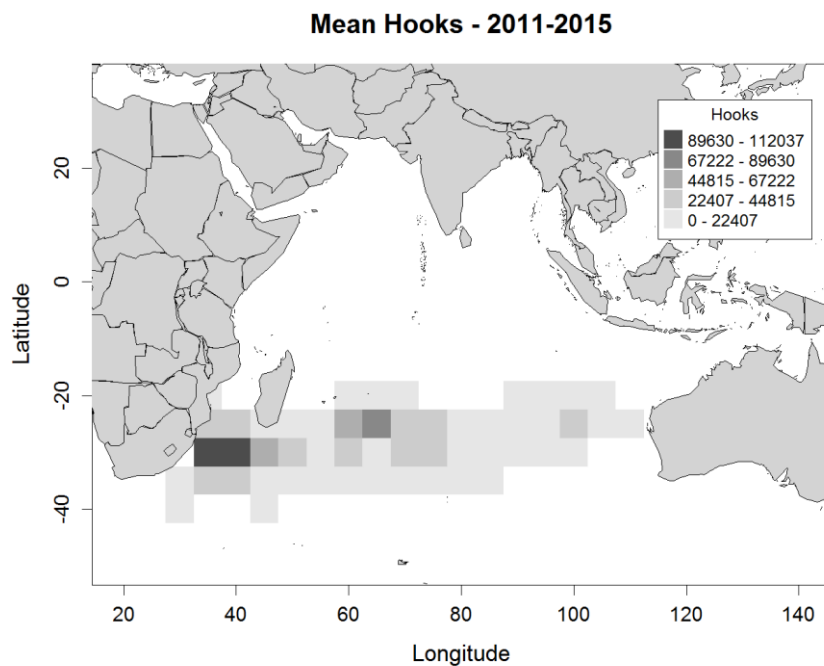 Mean Hooks - 2011-2015
Hooks
89630 - 112037
67222 - 89630
44815 - 67222
22407 - 44815
0 - 22407
Latitude
20
0
-20
-40
20 40 60 80 100 120 140
Longitude